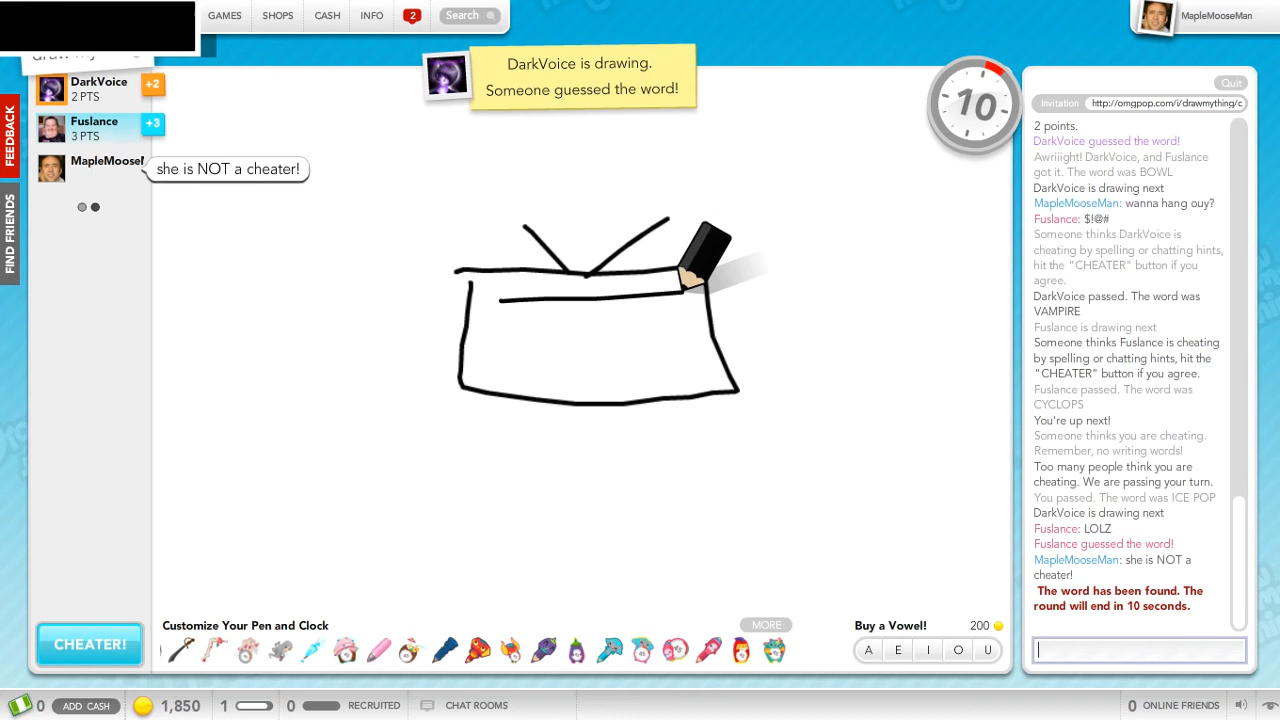 GAMES SHOPS CASH INFO 2 Search MapleMooseMan
DarkVoice is drawing.
Someone guessed the word!
DarkVoice +2
2 PTS
Fuslance +3
3 PTS
MapleMoose
she is NOT a cheater!
FEEDBACK
FIND FRIENDS
10
Quit
Invitation http://omgpop.com/i/drawmything/c
2 points.
DarkVoice guessed the word!
Awriiight! DarkVoice, and Fuslance
got it. The word was BOWL
DarkVoice is drawing next
MapleMooseMan: wanna hang ouy?
Fuslance: $!@#
Someone thinks DarkVoice is
cheating by spelling or chatting hints,
hit the "CHEATER" button if you
agree.
DarkVoice passed. The word was
VAMPIRE
Fuslance is drawing next
Someone thinks Fuslance is cheating
by spelling or chatting hints, hit the
"CHEATER" button if you agree.
Fuslance passed. The word was
CYCLOPS
You're up next!
Someone thinks you are cheating.
Remember, no writing words!
Too many people think you are
cheating. We are passing your turn.
You passed. The word was ICE POP
DarkVoice is drawing next
Fuslance: LOLZ
Fuslance guessed the word!
MapleMooseMan: she is NOT a
cheater!
The word has been found. The
round will end in 10 seconds.
CHEATER!
Customize Your Pen and Clock MORE
Buy a Vowel! 200
A E I O U
0 ADD CASH 1,850 1 0 RECRUITED CHAT ROOMS 0 ONLINE FRIENDS